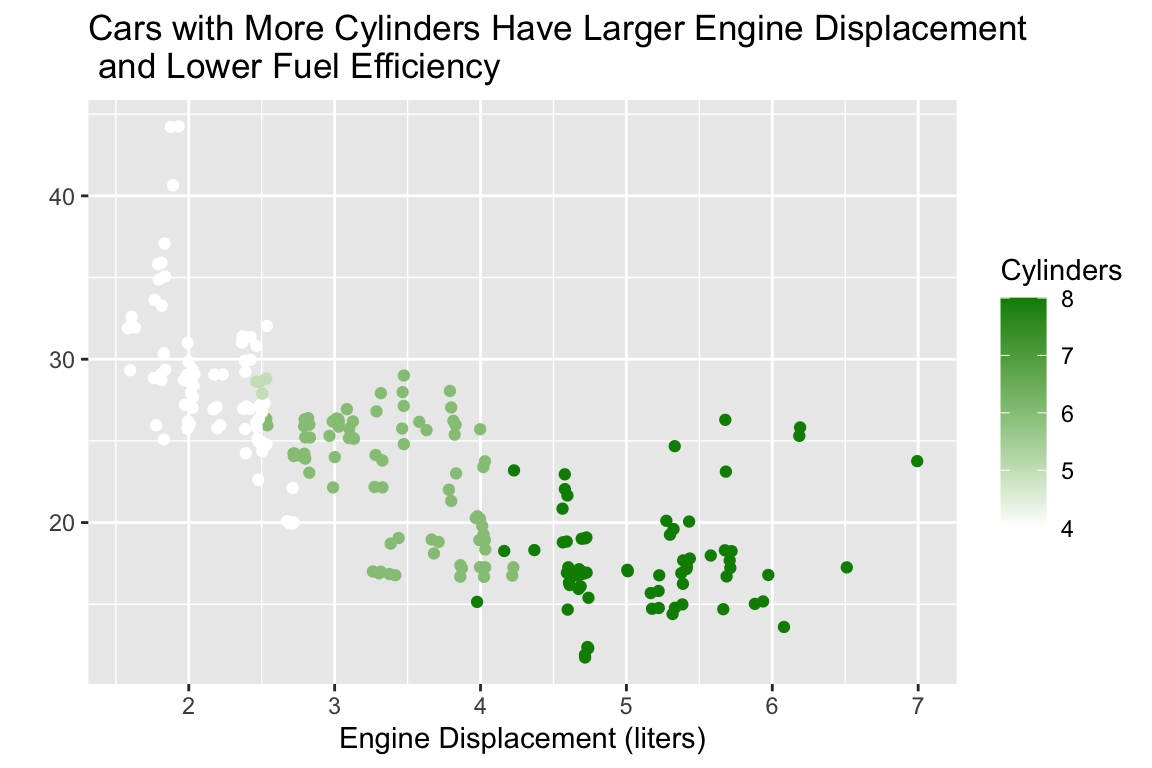 Cars with More Cylinders Have Larger Engine Displacement
and Lower Fuel Efficiency
40
30
20
2 3 4 5 6 7
Engine Displacement (liters)
Cylinders
8
7
6
5
4